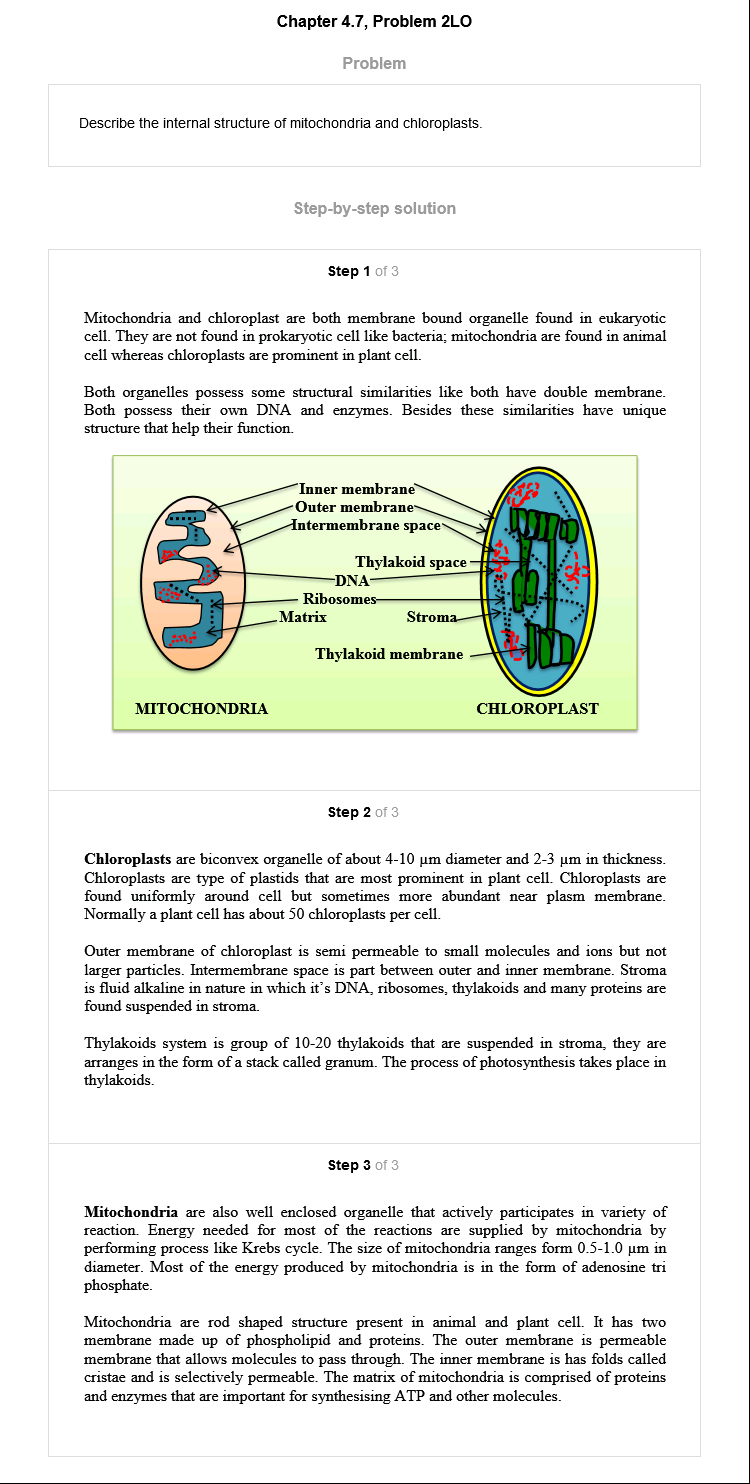 Chapter 4.7, Problem 2LO
Problem
Describe the internal structure of mitochondria and chloroplasts.
Step-by-step solution
Step 1 of 3
Mitochondria and chloroplast are both membrane bound organelle found in eukaryotic
cell. They are not found in prokaryotic cell like bacteria; mitochondria are found in animal
cell whereas chloroplasts are prominent in plant cell.
Both organelles possess some structural similarities like both have double membrane.
Both possess their own DNA and enzymes. Besides these similarities have unique
structure that help their function.
Inner membrane
Outer membrane
Intermembrane space
Thylakoid space
DNA
Ribosomes
Matrix
Stroma
Thylakoid membrane
MITOCHONDRIA
CHLOROPLAST
Step 2 of 3
Chloroplasts are biconvex organelle of about 4-10 µm diameter and 2-3 µm in thickness.
Chloroplasts are type of plastids that are most prominent in plant cell. Chloroplasts are
found uniformly around cell but sometimes more abundant near plasm membrane.
Normally a plant cell has about 50 chloroplasts per cell.
Outer membrane of chloroplast is semi permeable to small molecules and ions but not
larger particles. Intermembrane space is part between outer and inner membrane. Stroma
is fluid alkaline in nature in which it’s DNA, ribosomes, thylakoids and many proteins are
found suspended in stroma.
Thylakoids system is group of 10-20 thylakoids that are suspended in stroma, they are
arranges in the form of a stack called granum. The process of photosynthesis takes place in
thylakoids.
Step 3 of 3
Mitochondria are also well enclosed organelle that actively participates in variety of
reaction. Energy needed for most of the reactions are supplied by mitochondria by
performing process like Krebs cycle. The size of mitochondria ranges form 0.5-1.0 µm in
diameter. Most of the energy produced by mitochondria is in the form of adenosine tri
phosphate.
Mitochondria are rod shaped structure present in animal and plant cell. It has two
membrane made up of phospholipid and proteins. The outer membrane is permeable
membrane that allows molecules to pass through. The inner membrane is has folds called
cristae and is selectively permeable. The matrix of mitochondria is comprised of proteins
and enzymes that are important for synthesising ATP and other molecules.